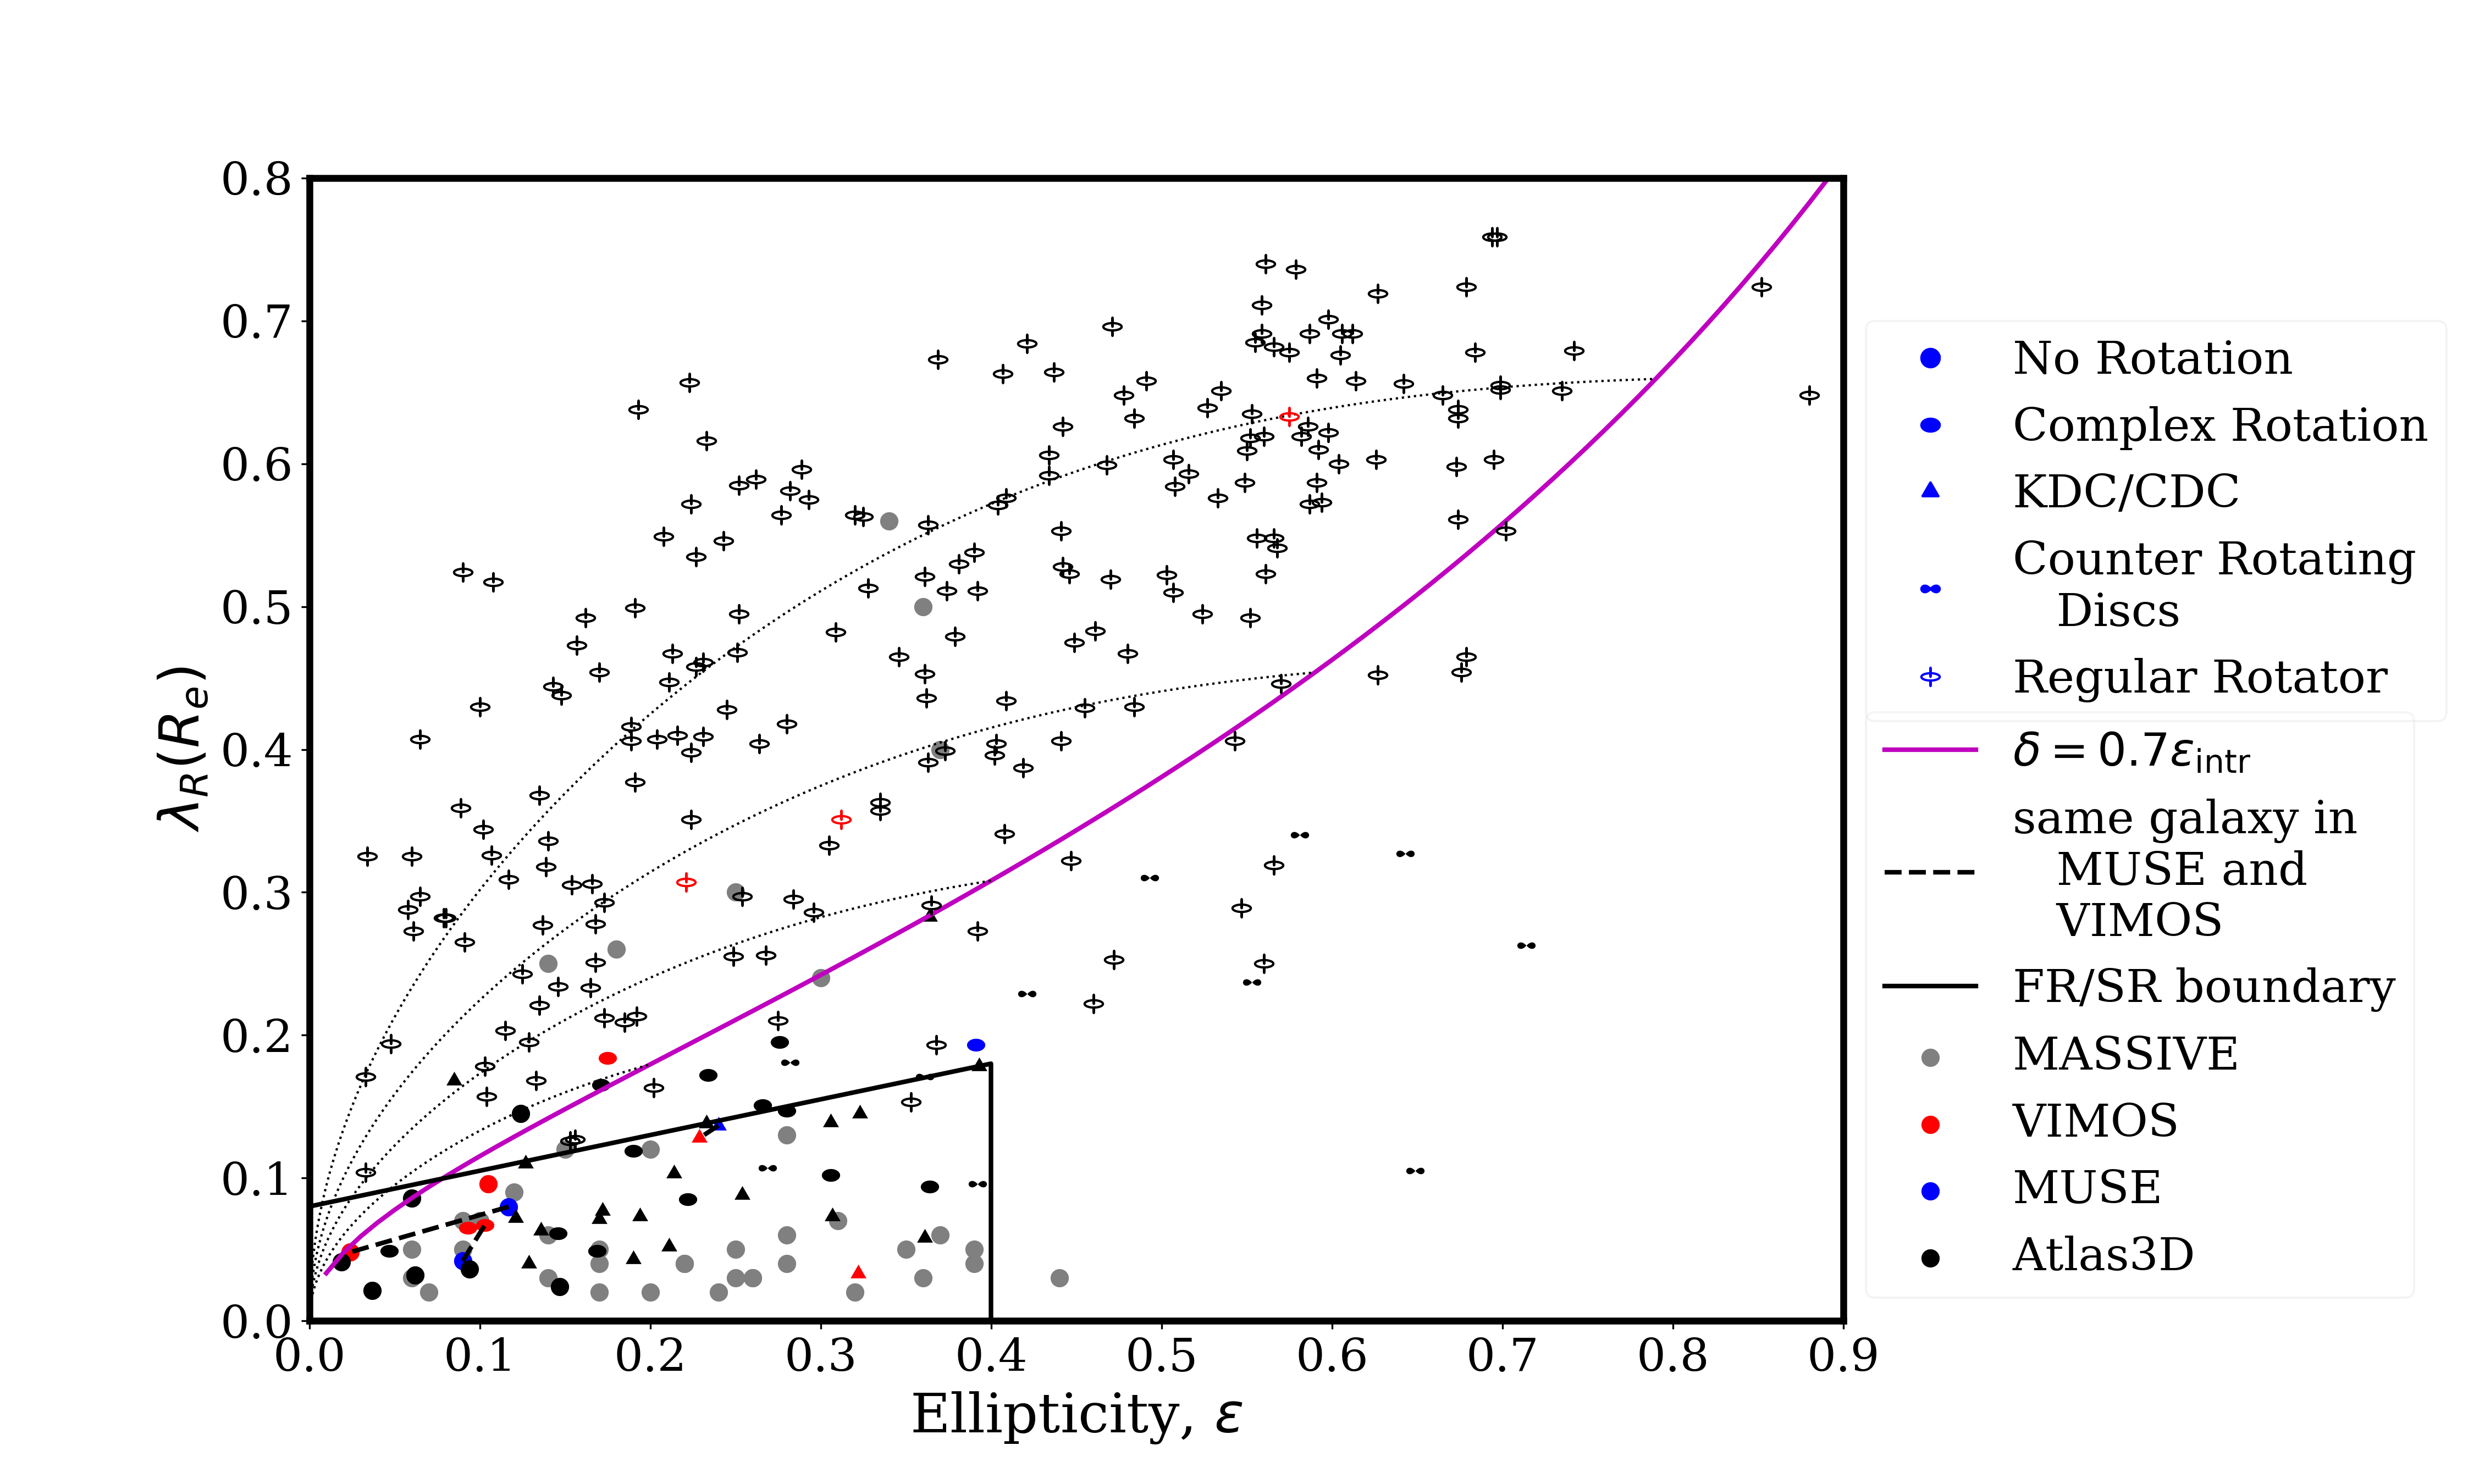 0.8
0.7
0.6
0.5
0.4
0.3
0.2
0.1
0.0
λ_R(R_e)
0.0 0.1 0.2 0.3 0.4 0.5 0.6 0.7 0.8 0.9
Ellipticity, ε
No Rotation
Complex Rotation
KDC/CDC
Counter Rotating
Discs
Regular Rotator
δ = 0.7ε_intr
same galaxy in
MUSE and
VIMOS
FR/SR boundary
MASSIVE
VIMOS
MUSE
Atlas3D